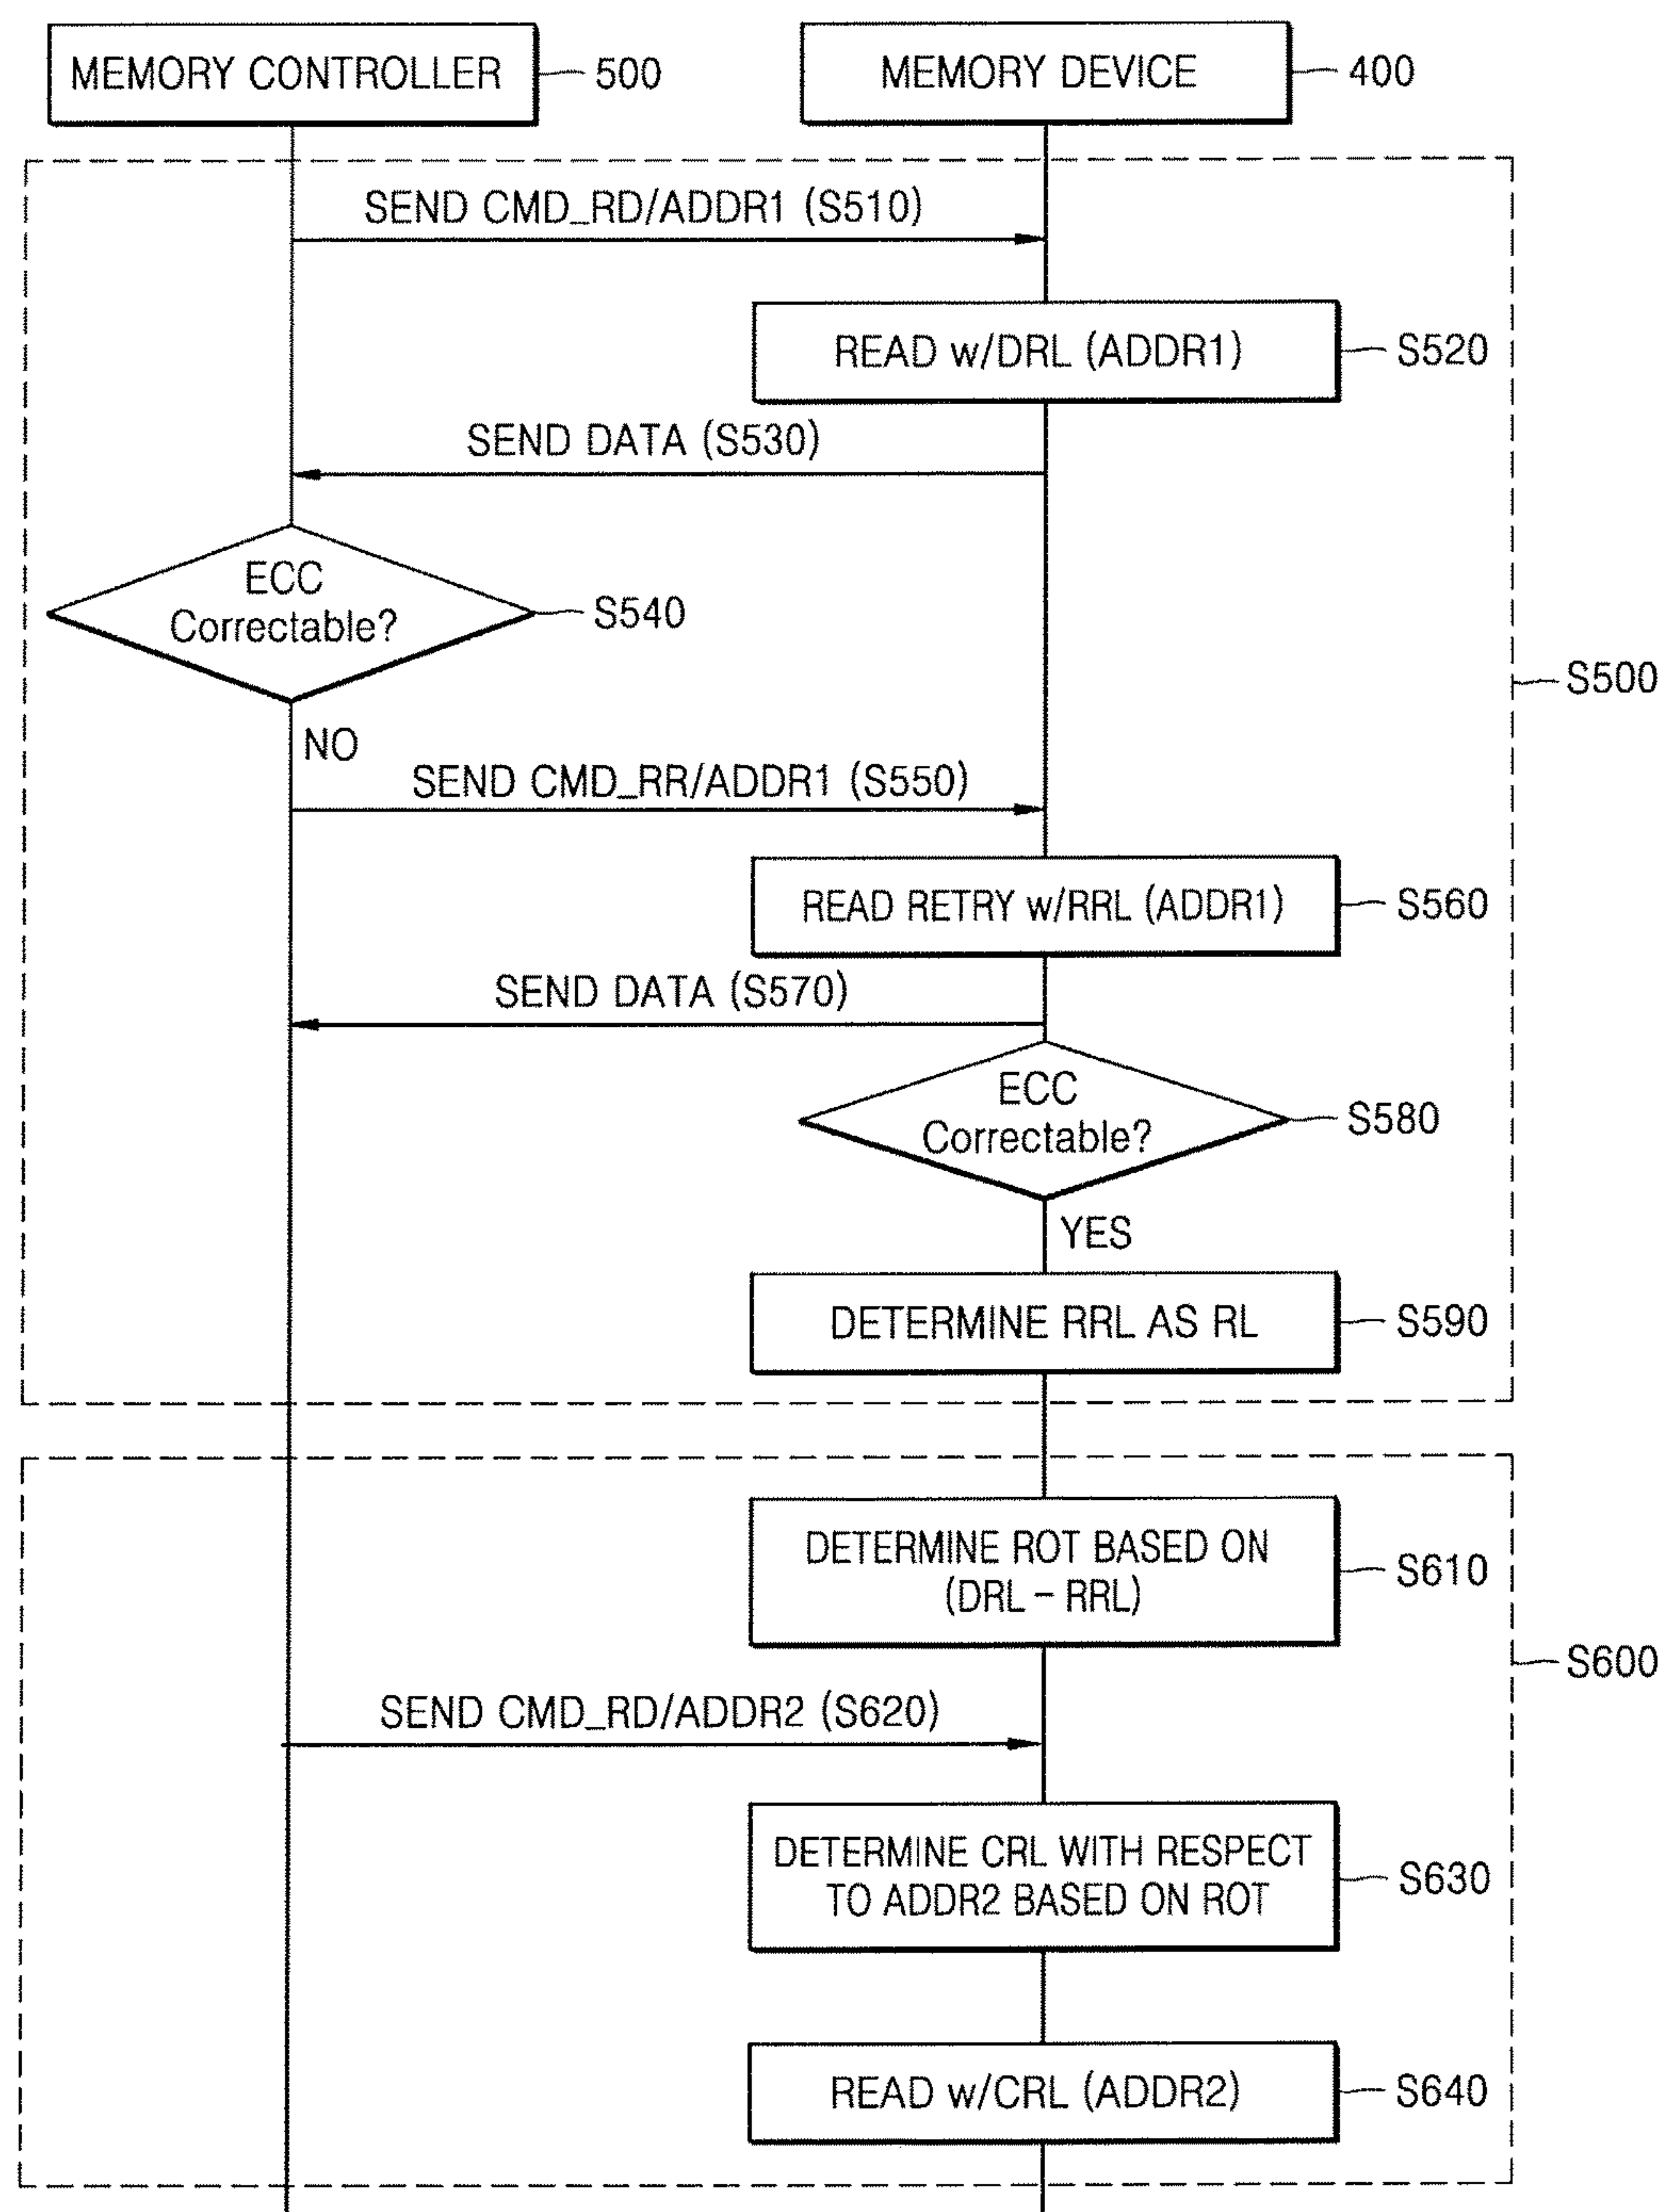 MEMORY CONTROLLER
500
MEMORY DEVICE
400
SEND CMD_RD/ADDR1 (S510)
READ w/DRL (ADDR1)
S520
SEND DATA (S530)
ECC
Correctable?
S540
S500
NO
SEND CMD_RR/ADDR1 (S550)
READ RETRY w/RRL (ADDR1)
S560
SEND DATA (S570)
ECC
Correctable?
S580
YES
DETERMINE RRL AS RL
S590
DETERMINE ROT BASED ON
(DRL - RRL)
S610
S600
SEND CMD_RD/ADDR2 (S620)
DETERMINE CRL WITH RESPECT
TO ADDR2 BASED ON ROT
S630
READ w/CRL (ADDR2)
S640